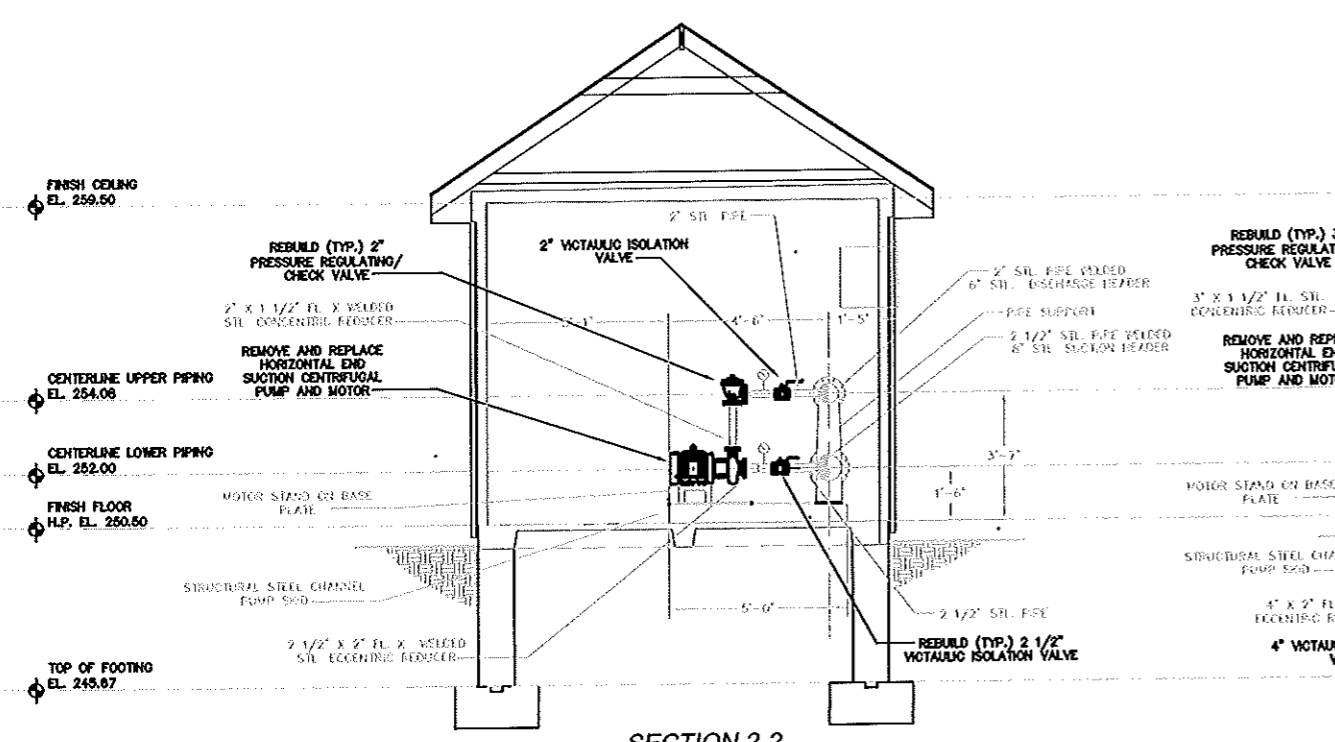 FINISH CEILING
EL. 259.50
2" STL. PIPE
REBUILD (TYP.) 2"
PRESSURE REGULATING/
CHECK VALVE
2" VICTAULIC ISOLATION
VALVE
2" STL. PIPE WELDED
6" STL. DISCHARGE HEADER
REBUILD (TYP.) 3
PRESSURE REGULAT
CHECK VALVE
2" X 1 1/2" FL. X WELDED
STL. CONCENTRIC REDUCER
4'-6"
1'-5"
PIPE SUPPORT
3" X 1 1/2" FL. STL.
CONCENTRIC REDUCER
2 1/2" STL. PIPE WELDED
8" STL. SUCTION HEADER
REMOVE AND REPLACE
HORIZONTAL END
SUCTION CENTRIFUGAL
PUMP AND MOTOR
REMOVE AND REPL
HORIZONTAL EN
SUCTION CENTRIFU
PUMP AND MOTO
CENTERLINE UPPER PIPING
EL. 254.08
CENTERLINE LOWER PIPING
EL. 252.00
3'-7"
1'-6"
MOTOR STAND ON BASE
PLATE
MOTOR STAND ON BASE
PLATE
FINISH FLOOR
H.P. EL. 250.50
STRUCTURAL STEEL CHANNEL
PUMP SKID
STRUCTURAL STEEL CHA
PUMP SKID
5'-0"
2 1/2" STL. PIPE
4" X 2" FL
ECCENTRIC R
2 1/2" X 2" FL. X WELDED
STL. ECCENTRIC REDUCER
REBUILD (TYP.) 2 1/2"
VICTAULIC ISOLATION VALVE
4" VICTAU
V
TOP OF FOOTING
EL. 245.67
SECTION 2-2